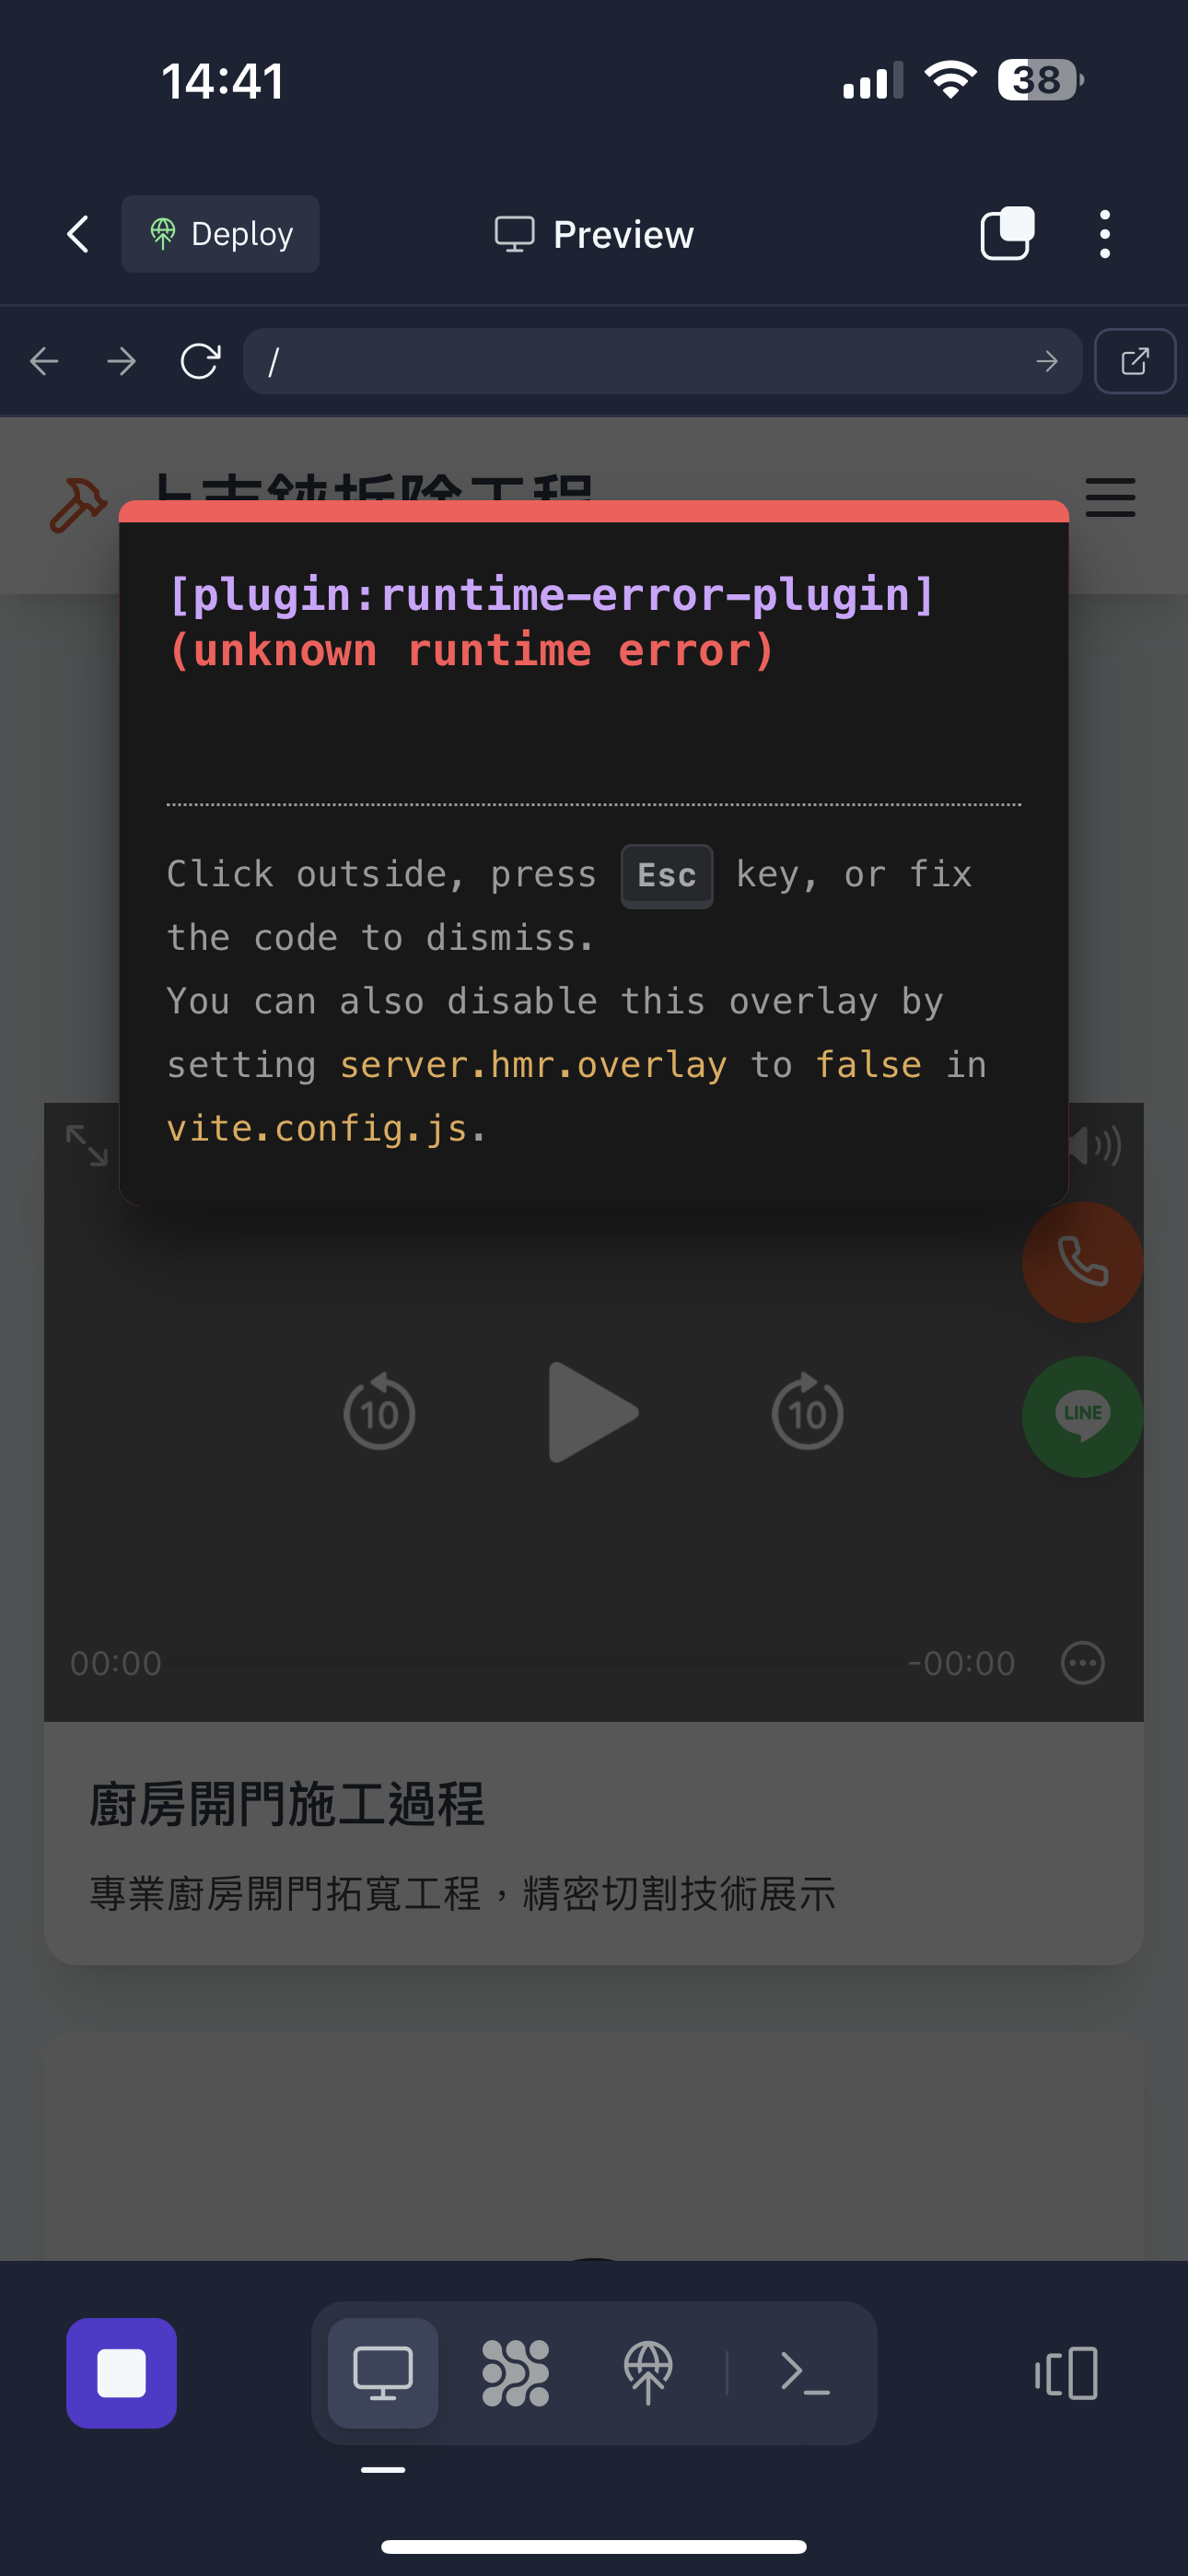 14:41
38
Deploy
Preview
/
[plugin:runtime-error-plugin]
(unknown runtime error)
Click outside, press Esc key, or fix
the code to dismiss.
You can also disable this overlay by
setting server.hmr.overlay to false in
vite.config.js.
10
10
LINE
00:00
-00:00
廚房開門施工過程
專業廚房開門拓寬工程，精密切割技術展示